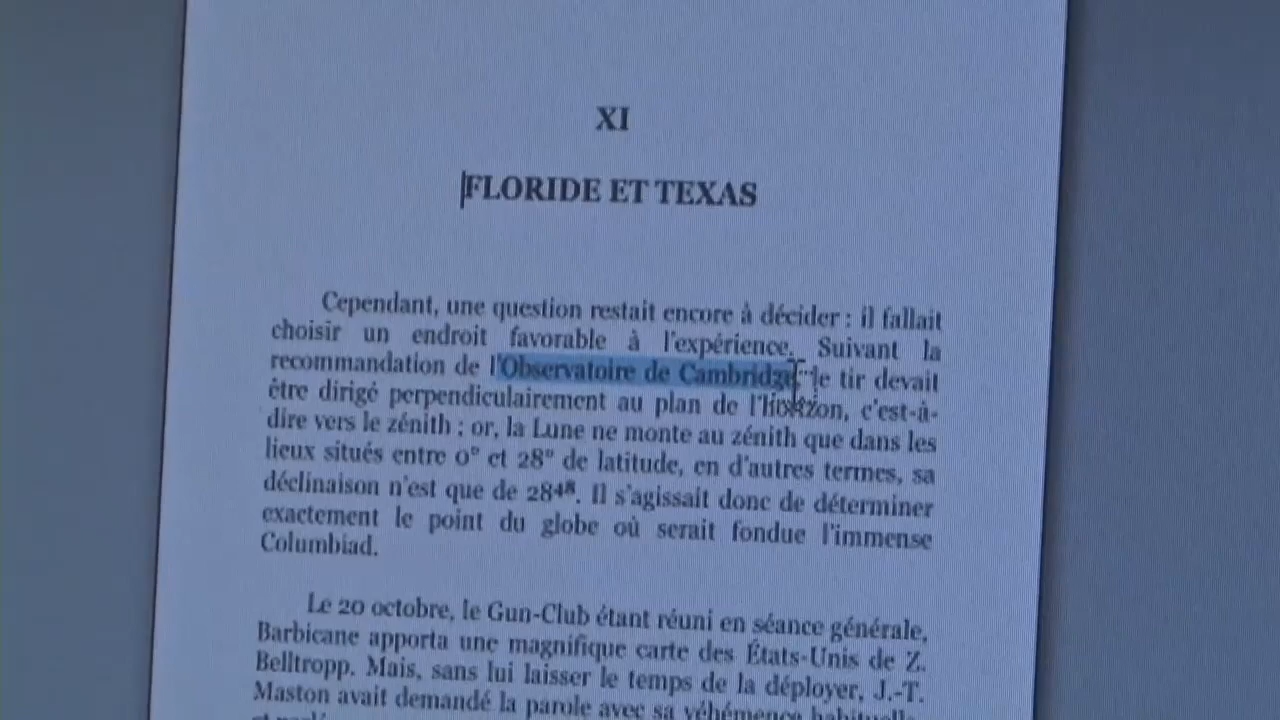 XI
FLORIDE ET TEXAS
Cependant, une question restait encore à décider : il fallait
choisir un endroit favorable à l'expérience. Suivant la
recommandation de l'Observatoire de Cambridge, le tir devait
être dirigé perpendiculairement au plan de l'horizon, c'est-à-
dire vers le zénith ; or, la Lune ne monte au zénith que dans les
lieux situés entre 0° et 28° de latitude, en d'autres termes, sa
déclinaison n'est que de 28⁴⁸. Il s'agissait donc de déterminer
exactement le point du globe où serait fondue l'immense
Columbiad.
Le 20 octobre, le Gun-Club étant réuni en séance générale,
Barbicane apporta une magnifique carte des États-Unis de Z.
Belltropp. Mais, sans lui laisser le temps de la déployer, J.-T.
Maston avait demandé la parole avec sa véhémence habituelle,